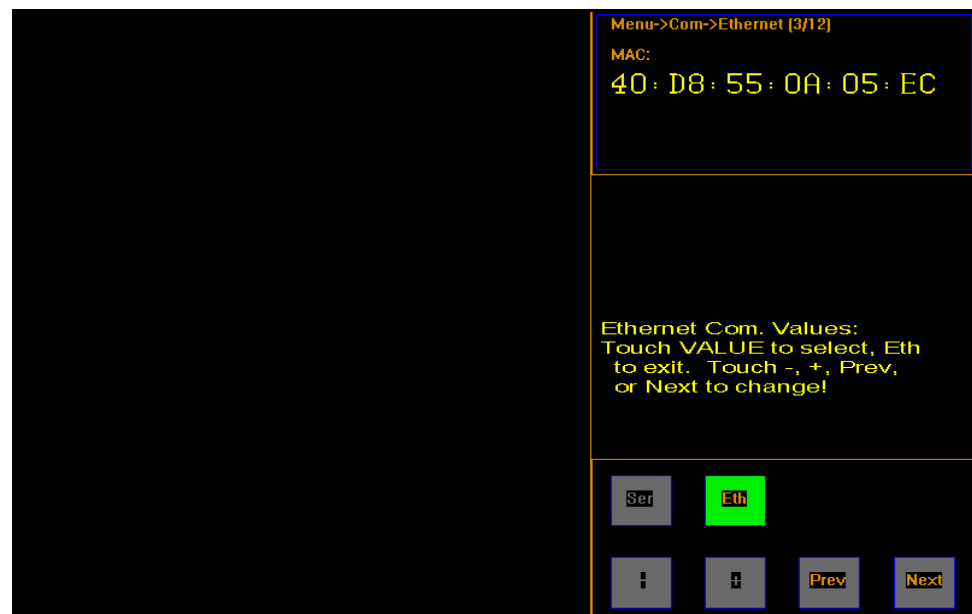 Menu->Com->Ethernet (3/12)
MAC:
40:D8:55:0A:05:EC
Ethernet Com. Values:
Touch VALUE to select, Eth
to exit. Touch -, +, Prev,
or Next to change!
Ser Eth
- + Prev Next